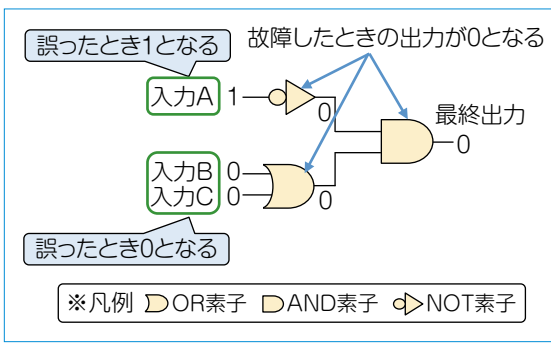 誤ったとき1となる
故障したときの出力が0となる
入力A 1
0
最終出力
0
入力B 0
入力C 0
0
誤ったとき0となる
※凡例 OR素子 AND素子 NOT素子